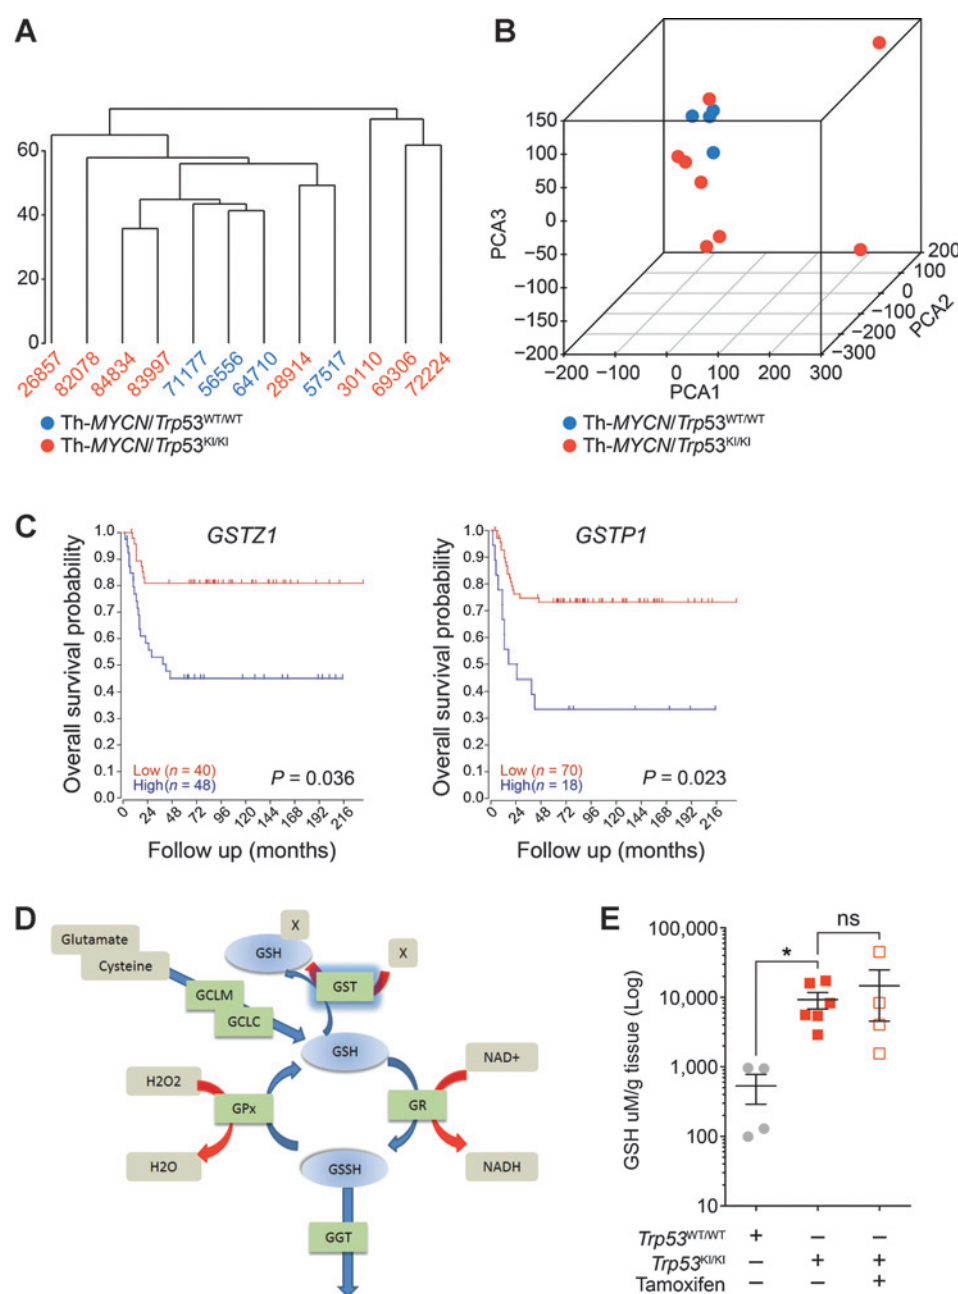 A
60
40
20
0
26857
82078
84834
83997
71177
56556
64710
28914
57517
30110
69306
72224
Th-MYCN/Trp53WT/WT
Th-MYCN/Trp53KI/KI
B
PCA3
150
100
50
0
−50
−100
−150
−200
−200 −100 0 100 200 300
PCA1
200
100
0
−100
−200
−300
PCA2
Th-MYCN/Trp53WT/WT
Th-MYCN/Trp53KI/KI
C
GSTZ1
Overall survival probability
1.0
0.9
0.8
0.7
0.6
0.5
0.4
0.3
0.2
0.1
0.0
Low (n = 40)
High (n = 48)
P = 0.036
0 24 48 72 96 120 144 168 192 216
Follow up (months)
GSTP1
Overall survival probability
1.0
0.9
0.8
0.7
0.6
0.5
0.4
0.3
0.2
0.1
0.0
Low (n = 70)
High (n = 18)
P = 0.023
0 24 48 72 96 120 144 168 192 216
Follow up (months)
D
Glutamate
Cysteine
GCLM
GCLC
X
GSH
GST
X
GSH
NAD+
H2O2
GPx
GR
H2O
GSSH
NADH
GGT
E
ns
*
GSH uM/g tissue (Log)
100,000
10,000
1,000
100
10
Trp53WT/WT + − −
Trp53KI/KI − + +
Tamoxifen − − +